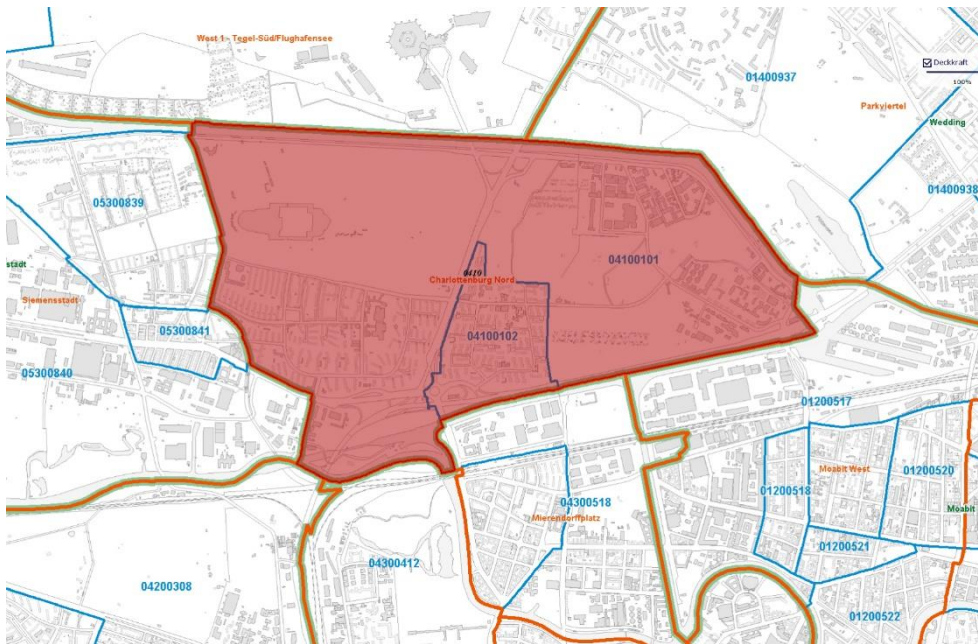 West 1 - Tegel-Süd/Flughafensee
Deckkraft
100%
01400937
Parkviertel
Wedding
01400938
05300839
stadt
Siemensstadt
05300841
05300840
04100101
0410
Charlottenburg Nord
04100102
01200517
Moabit West
01200520
01200518
04300518
Mierendorffplatz
Moabit
01200521
04300412
04200308
01200522